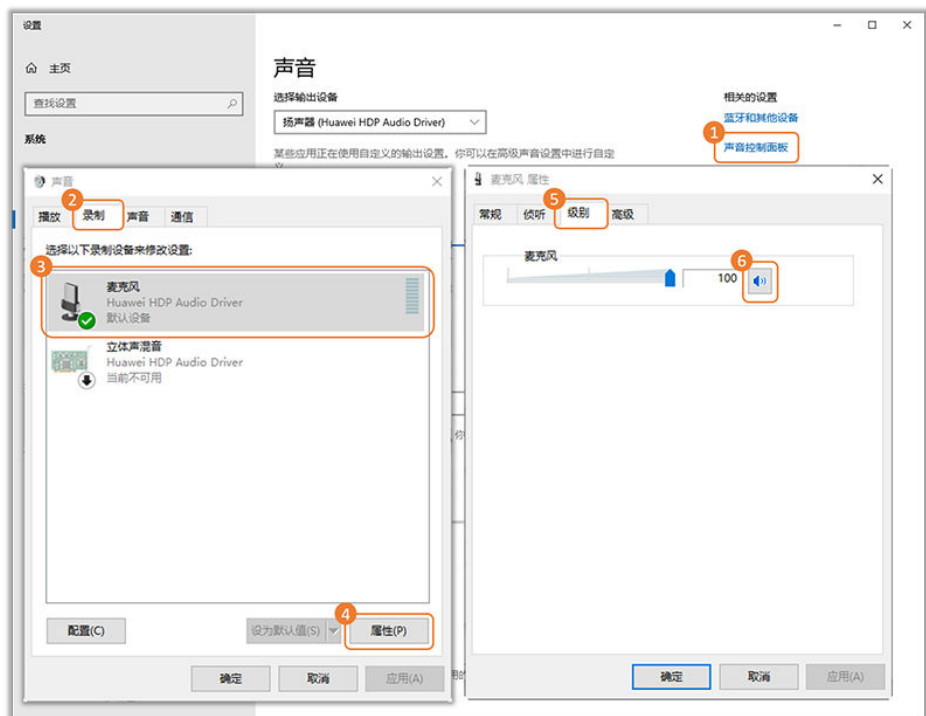 设置
主页
查找设置
系统
声音
选择输出设备
扬声器 (Huawei HDP Audio Driver)
某些应用正在使用自定义的输出设置。你可以在高级声音设置中进行自定
相关的设置
蓝牙和其他设备
1
声音控制面板
声音
2
播放
录制
声音
通信
选择以下录制设备来修改设置:
3
麦克风
Huawei HDP Audio Driver
默认设备
立体声混音
Huawei HDP Audio Driver
当前不可用
4
配置(C)
设为默认值(S)
属性(P)
确定
取消
应用(A)
麦克风 属性
5
常规
侦听
级别
高级
麦克风
6
100
确定
取消
应用(A)